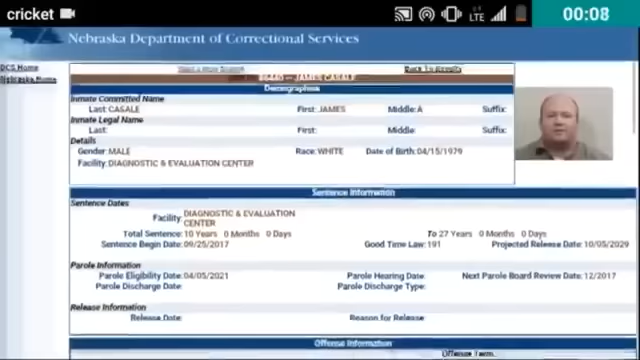 cricket
LTE
00:08
Nebraska Department of Correctional Services
DCS Home
Nebraska Home
Back To Results
JAMES CASALE
Demographics
Inmate Committed Name
Last: CASALE First: JAMES Middle: A Suffix:
Inmate Legal Name
Last: First: Middle: Suffix:
Details
Gender: MALE Race: WHITE Date of Birth: 04/15/1979
Facility: DIAGNOSTIC & EVALUATION CENTER
Sentence Information
Sentence Dates
Facility: DIAGNOSTIC & EVALUATION
CENTER
Total Sentence: 10 Years 0 Months 0 Days To 27 Years 0 Months 0 Days
Sentence Begin Date: 09/25/2017 Good Time Law: 191 Projected Release Date: 10/05/2029
Parole Information
Parole Eligibility Date: 04/05/2021 Parole Hearing Date: Next Parole Board Review Date: 12/2017
Parole Discharge Date: Parole Discharge Type:
Release Information
Release Date: Reason for Release:
Offense Information
Offense Term